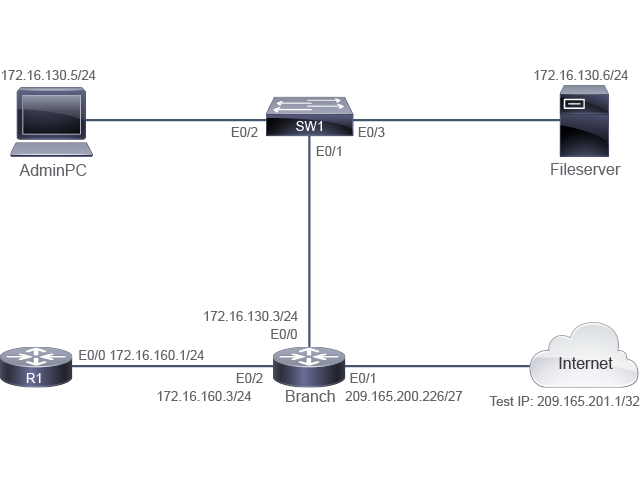 172.16.130.5/24
172.16.130.6/24
SW1
E0/2
E0/3
E0/1
AdminPC
Fileserver
172.16.130.3/24
E0/0
E0/0 172.16.160.1/24
Internet
R1
E0/2
E0/1
172.16.160.3/24
Branch
209.165.200.226/27
Test IP: 209.165.201.1/32